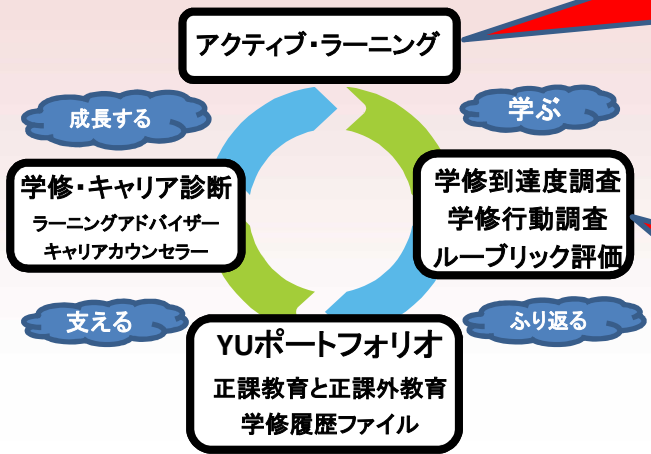 アクティブ・ラーニング
成長する
学ぶ
学修・キャリア診断
ラーニングアドバイザー
キャリアカウンセラー
学修到達度調査
学修行動調査
ルーブリック評価
支える
ふり返る
YUポートフォリオ
正課教育と正課外教育
学修履歴ファイル